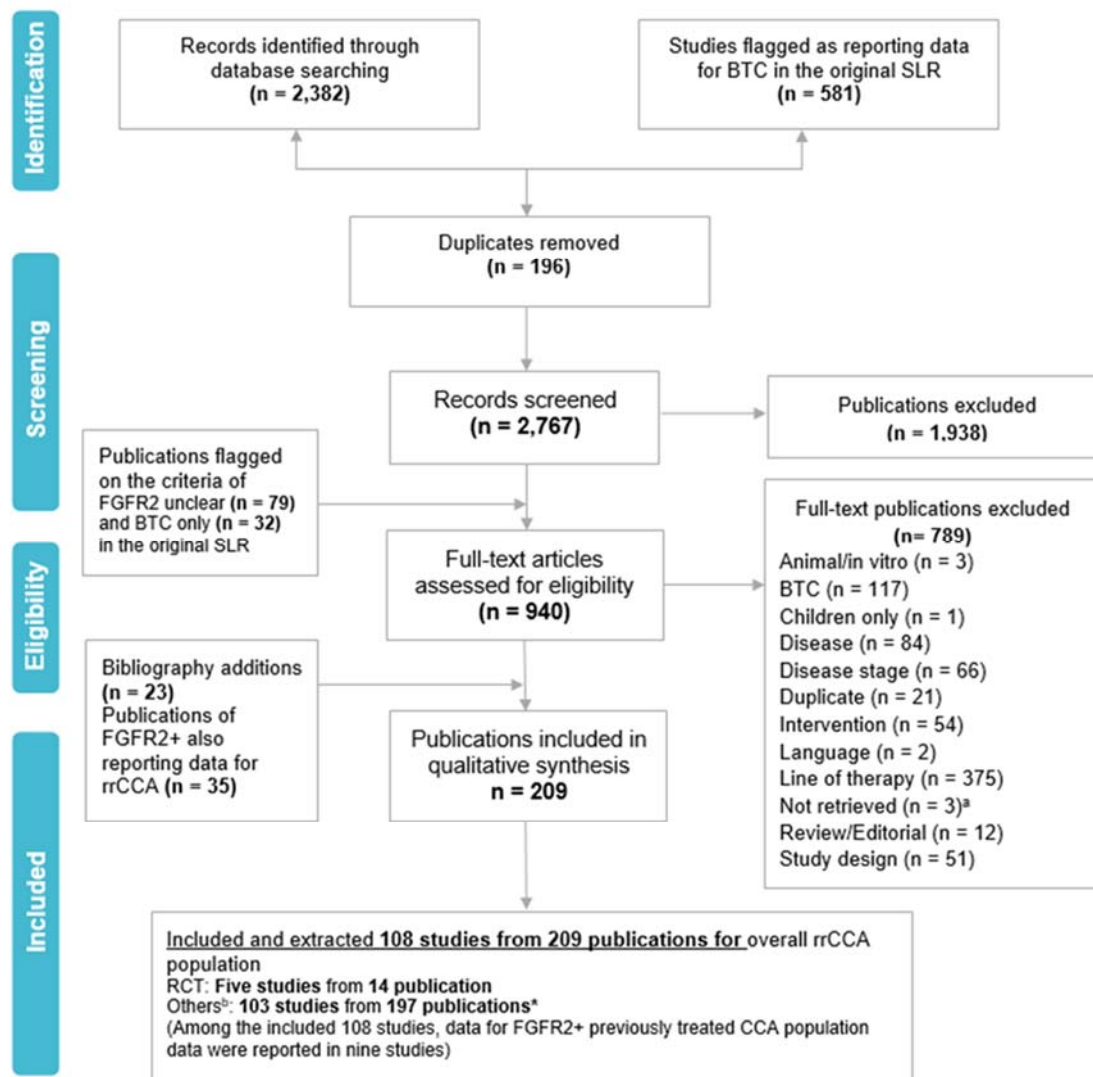 Identification
Records identified through
database searching
(n = 2,382)
Studies flagged as reporting data
for BTC in the original SLR
(n = 581)
Duplicates removed
(n = 196)
Screening
Records screened
(n = 2,767)
Publications excluded
(n = 1,938)
Publications flagged
on the criteria of
FGFR2 unclear (n = 79)
and BTC only (n = 32)
in the original SLR
Eligibility
Full-text articles
assessed for eligibility
(n = 940)
Full-text publications excluded
(n= 789)
Animal/in vitro (n = 3)
BTC (n = 117)
Children only (n = 1)
Disease (n = 84)
Disease stage (n = 66)
Duplicate (n = 21)
Intervention (n = 54)
Language (n = 2)
Line of therapy (n = 375)
Not retrieved (n = 3)ª
Review/Editorial (n = 12)
Study design (n = 51)
Bibliography additions
(n = 23)
Publications of
FGFR2+ also
reporting data for
rrCCA (n = 35)
Included
Publications included in
qualitative synthesis
n = 209
Included and extracted 108 studies from 209 publications for overall rrCCA
population
RCT: Five studies from 14 publication
Othersᵇ: 103 studies from 197 publications*
(Among the included 108 studies, data for FGFR2+ previously treated CCA population
data were reported in nine studies)